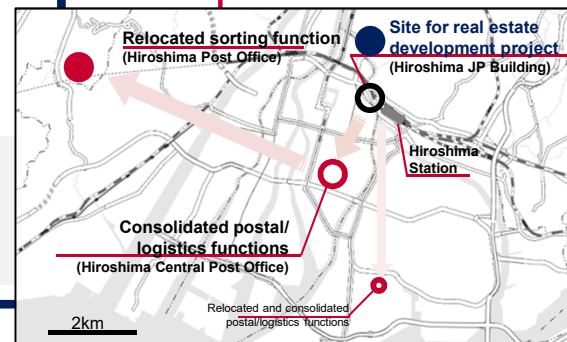 Relocated sorting function
(Hiroshima Post Office)
Site for real estate
development project
(Hiroshima JP Building)
Hiroshima
Station
Consolidated postal/
logistics functions
(Hiroshima Central Post Office)
Relocated and consolidated
postal/logistics functions
2km